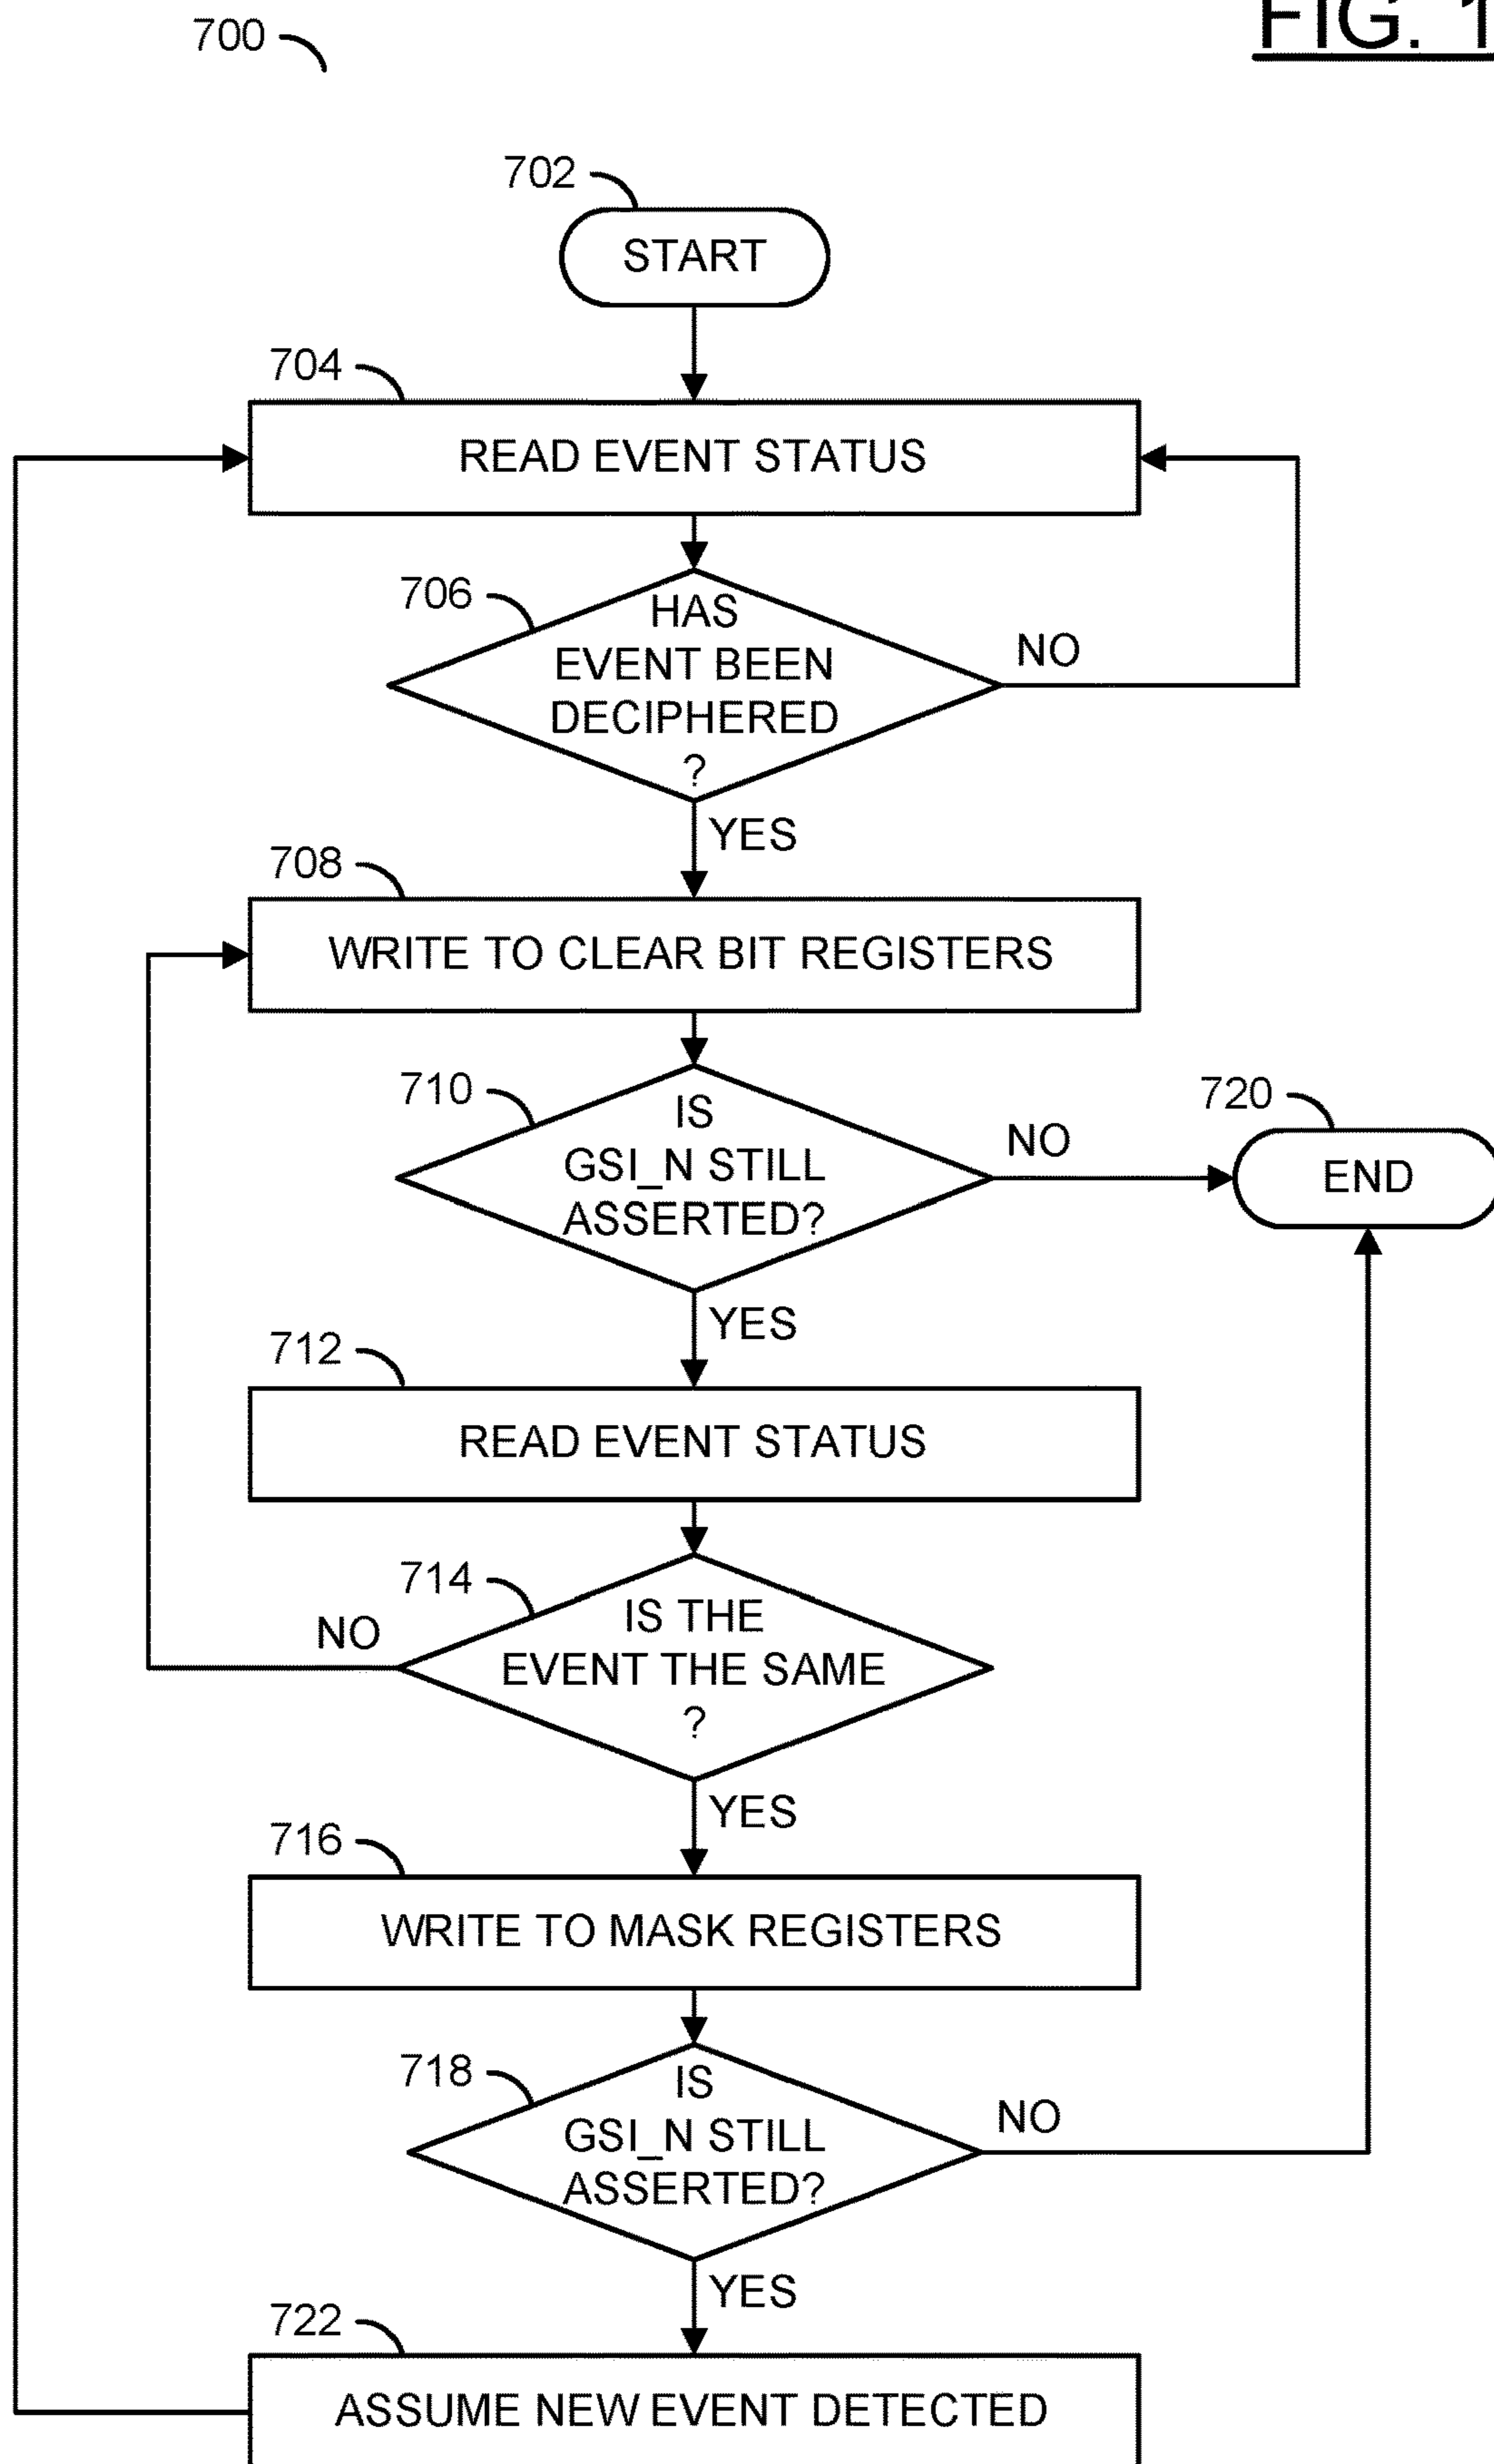 700
FIG. 1
702
START
704
READ EVENT STATUS
706
HAS
EVENT BEEN
DECIPHERED
?
NO
YES
708
WRITE TO CLEAR BIT REGISTERS
710
IS
GSI_N STILL
ASSERTED?
NO
720
END
YES
712
READ EVENT STATUS
714
IS THE
EVENT THE SAME
?
NO
YES
716
WRITE TO MASK REGISTERS
718
IS
GSI_N STILL
ASSERTED?
NO
YES
722
ASSUME NEW EVENT DETECTED